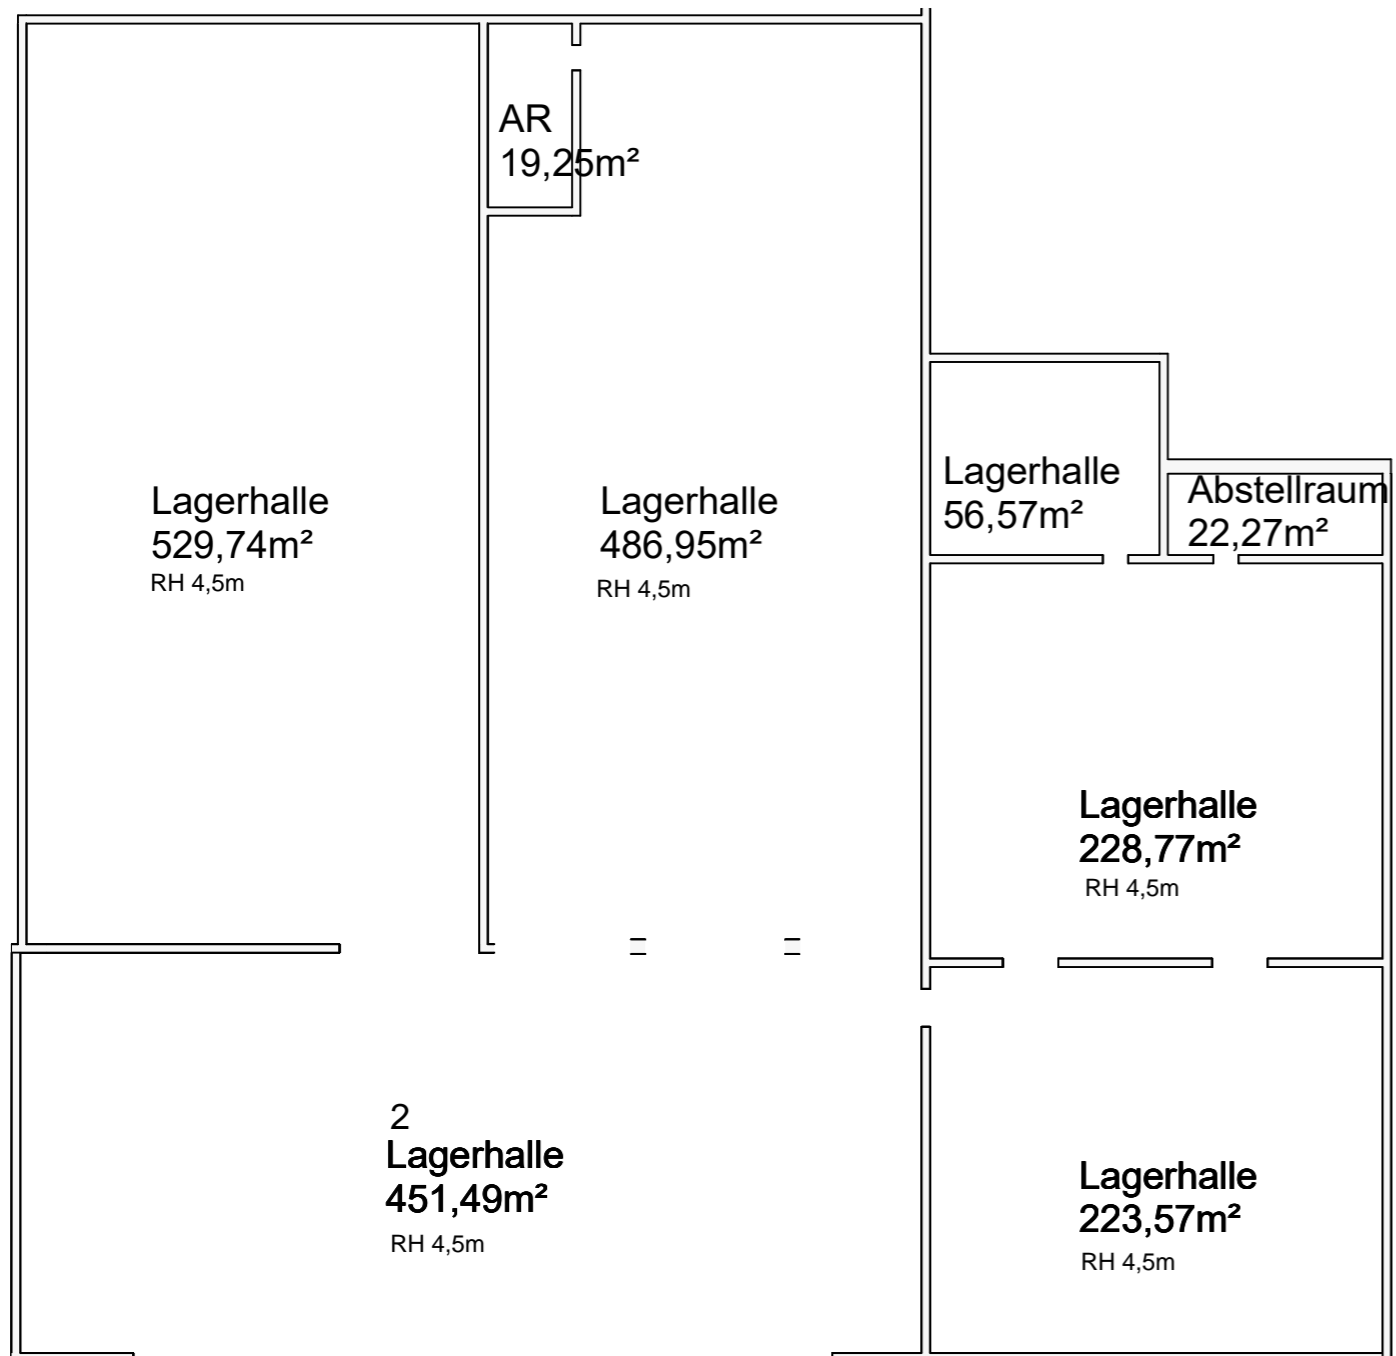 AR
19,25m²
Lagerhalle
529,74m²
RH 4,5m
Lagerhalle
486,95m²
RH 4,5m
Lagerhalle
56,57m²
Abstellraum
22,27m²
Lagerhalle
228,77m²
RH 4,5m
2
Lagerhalle
451,49m²
RH 4,5m
Lagerhalle
223,57m²
RH 4,5m